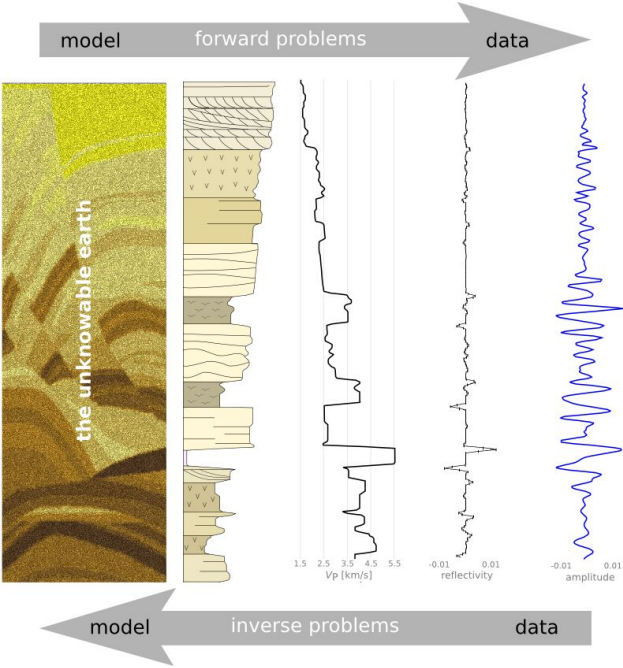 model forward problems data
the unknowable earth
1.5 2.5 3.5 4.5 5.5
VP [km/s]
-0.01 0.01
reflectivity
-0.01 0.01
amplitude
model inverse problems data